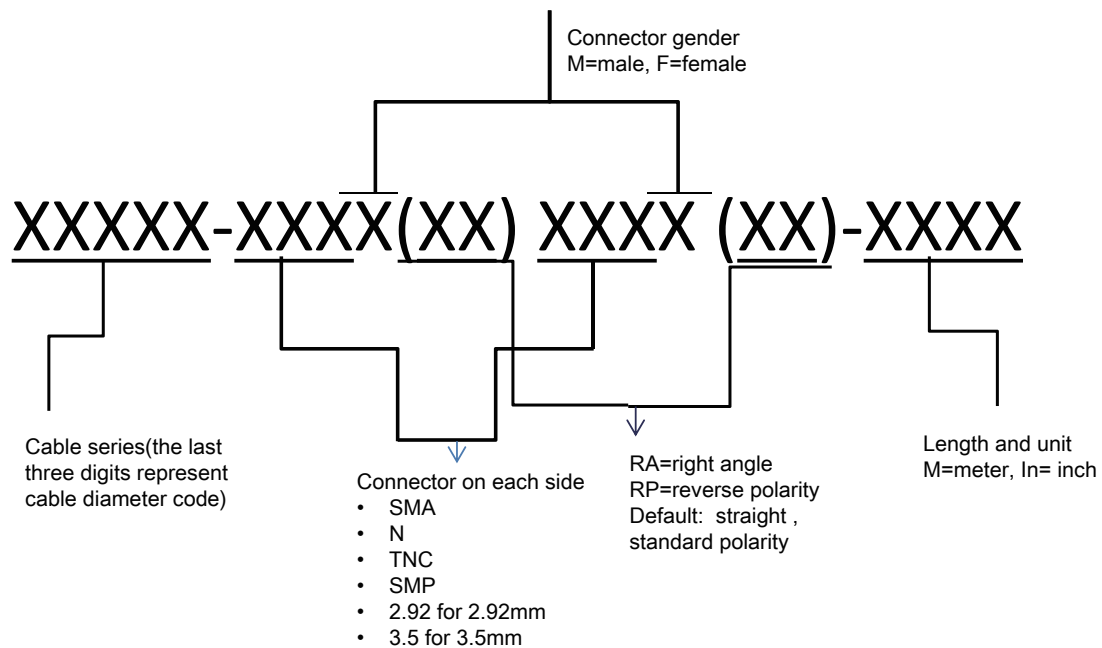 Connector gender
M=male, F=female
XXXXX-XXXX(XX) XXXX (XX)-XXXX
Cable series(the last
three digits represent
cable diameter code)
Connector on each side
• SMA
• N
• TNC
• SMP
• 2.92 for 2.92mm
• 3.5 for 3.5mm
RA=right angle
RP=reverse polarity
Default: straight ,
standard polarity
Length and unit
M=meter, In= inch